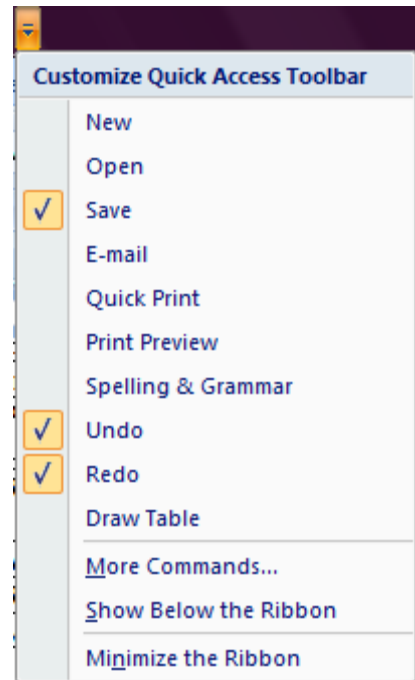 Customize Quick Access Toolbar
New
Open
Save
E-mail
Quick Print
Print Preview
Spelling & Grammar
Undo
Redo
Draw Table
More Commands...
Show Below the Ribbon
Minimize the Ribbon